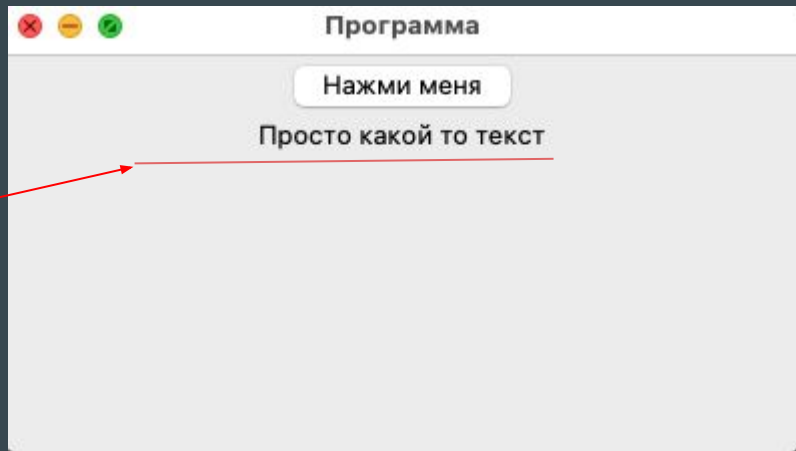 Программа
Нажми меня
Просто какой то текст